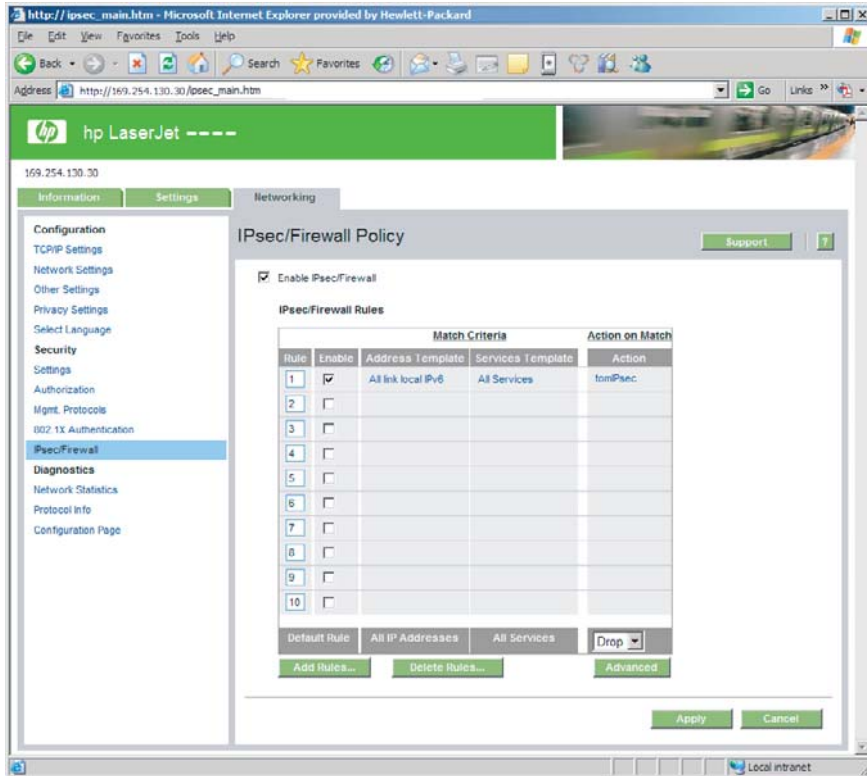 http://ipsec_main.htm - Microsoft Internet Explorer provided by Hewlett-Packard
File Edit View Favorites Tools Help
Back Search Favorites
Address http://169.254.130.30/ipsec_main.htm Go Links »
hp hp LaserJet ----
169.254.130.30
Information Settings Networking
Configuration
TCP/IP Settings
Network Settings
Other Settings
Privacy Settings
Select Language
Security
Settings
Authorization
Mgmt. Protocols
802.1X Authentication
IPsec/Firewall
Diagnostics
Network Statistics
Protocol Info
Configuration Page
IPsec/Firewall Policy Support ?
Enable IPsec/Firewall
IPsec/Firewall Rules
Match Criteria Action on Match
Rule Enable Address Template Services Template Action
1 All link local IPv6 All Services tomIPsec
2
3
4
5
6
7
8
9
10
Default Rule All IP Addresses All Services Drop
Add Rules... Delete Rules... Advanced
Apply Cancel
Local intranet